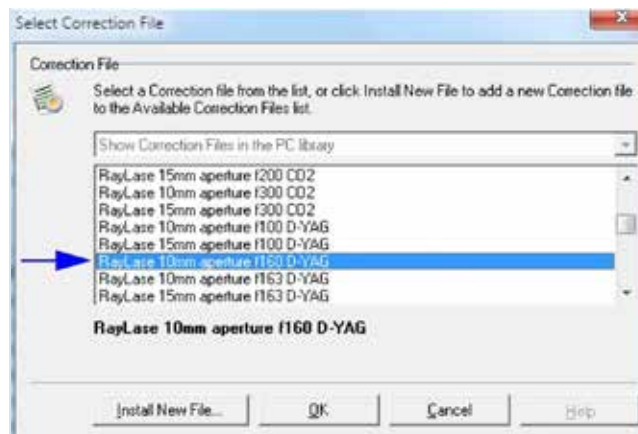 Select Correction File
Correction File
Select a Correction file from the list, or click Install New File to add a new Correction file
to the Available Correction Files list.
Show Correction Files in the PC library
RayLase 15mm aperture f200 CO2
RayLase 10mm aperture f300 CO2
RayLase 15mm aperture f300 CO2
RayLase 10mm aperture f100 D-YAG
RayLase 15mm aperture f100 D-YAG
RayLase 10mm aperture f160 D-YAG
RayLase 10mm aperture f163 D-YAG
RayLase 15mm aperture f163 D-YAG
RayLase 10mm aperture f160 D-YAG
Install New File... OK Cancel Help